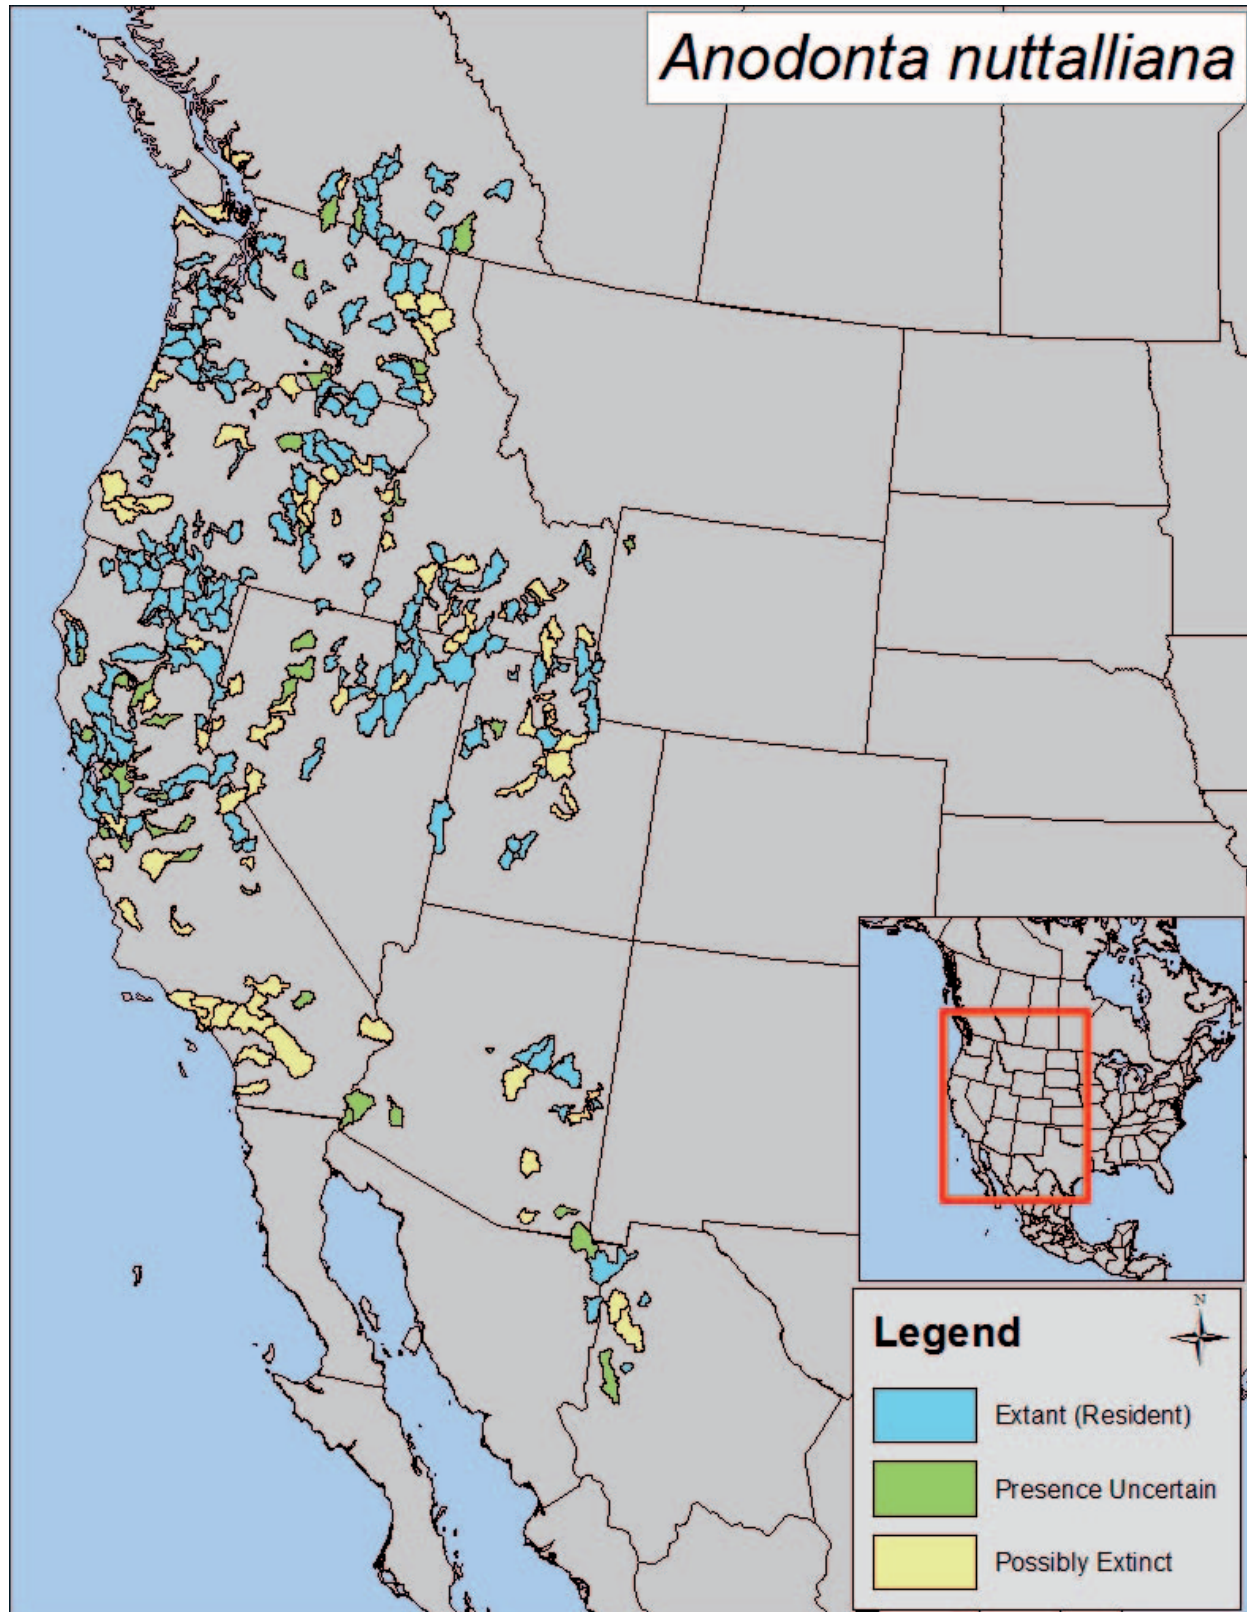 Anodonta nuttalliana
N
Legend
Extant (Resident)
Presence Uncertain
Possibly Extinct